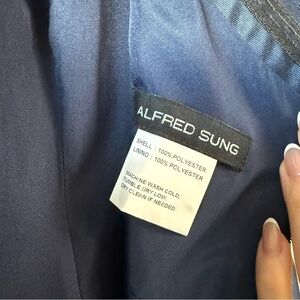 ALFRED SUNG
SHELL : 100% POLYESTER
LINING : 100% POLYESTER
MACHINE WASH COLD.
TUMBLE DRY LOW.
DRY CLEAN IF NEEDED